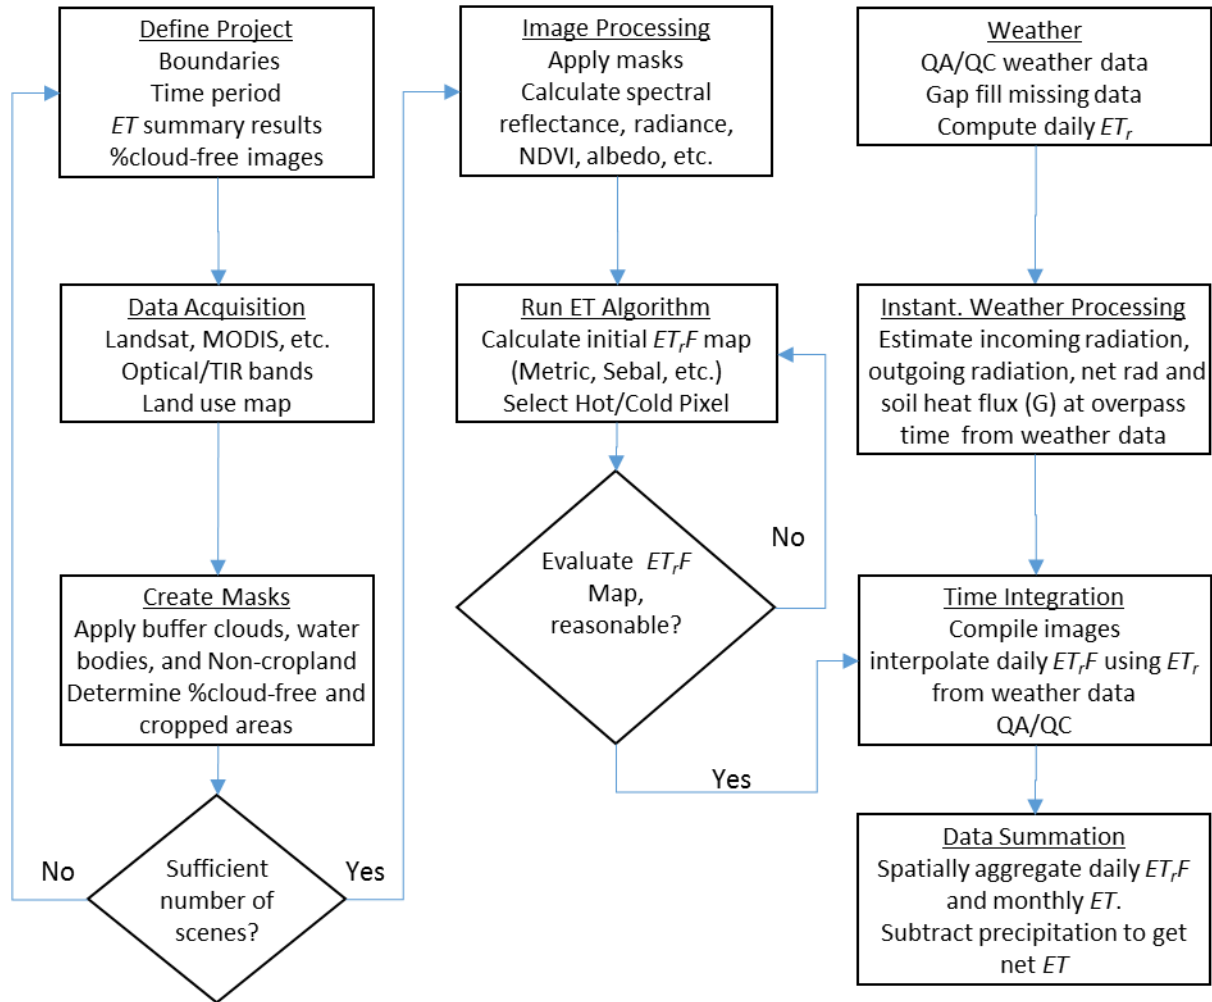 Define Project
Boundaries
Time period
ET summary results
%cloud-free images
Data Acquisition
Landsat, MODIS, etc.
Optical/TIR bands
Land use map
Create Masks
Apply buffer clouds, water
bodies, and Non-cropland
Determine %cloud-free and
cropped areas
No
Sufficient
number of
scenes?
Yes
Image Processing
Apply masks
Calculate spectral
reflectance, radiance,
NDVI, albedo, etc.
Run ET Algorithm
Calculate initial ETrF map
(Metric, Sebal, etc.)
Select Hot/Cold Pixel
No
Evaluate ETrF
Map,
reasonable?
Yes
Weather
QA/QC weather data
Gap fill missing data
Compute daily ETr
Instant. Weather Processing
Estimate incoming radiation,
outgoing radiation, net rad and
soil heat flux (G) at overpass
time from weather data
Time Integration
Compile images
interpolate daily ETrF using ETr
from weather data
QA/QC
Data Summation
Spatially aggregate daily ETrF
and monthly ET.
Subtract precipitation to get
net ET